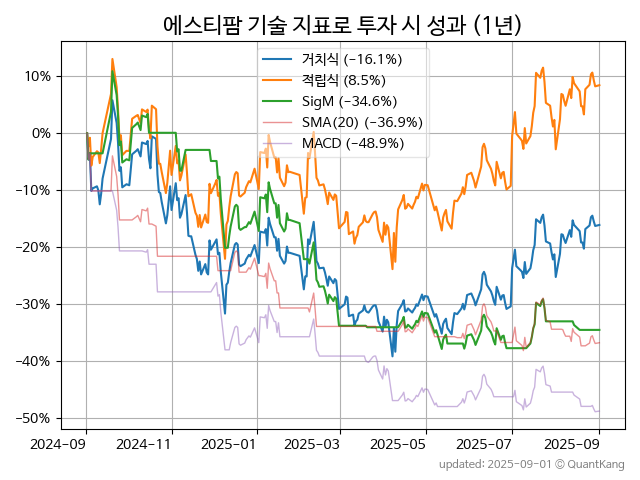 에스티팜 기술 지표로 투자 시 성과 (1년)
거치식 (−16.1%)
적립식 (8.5%)
SigM (−34.6%)
SMA(20) (−36.9%)
MACD (−48.9%)
10%
0%
−10%
−20%
−30%
−40%
−50%
2024-09 2024-11 2025-01 2025-03 2025-05 2025-07 2025-09
updated: 2025-09-01 © QuantKang